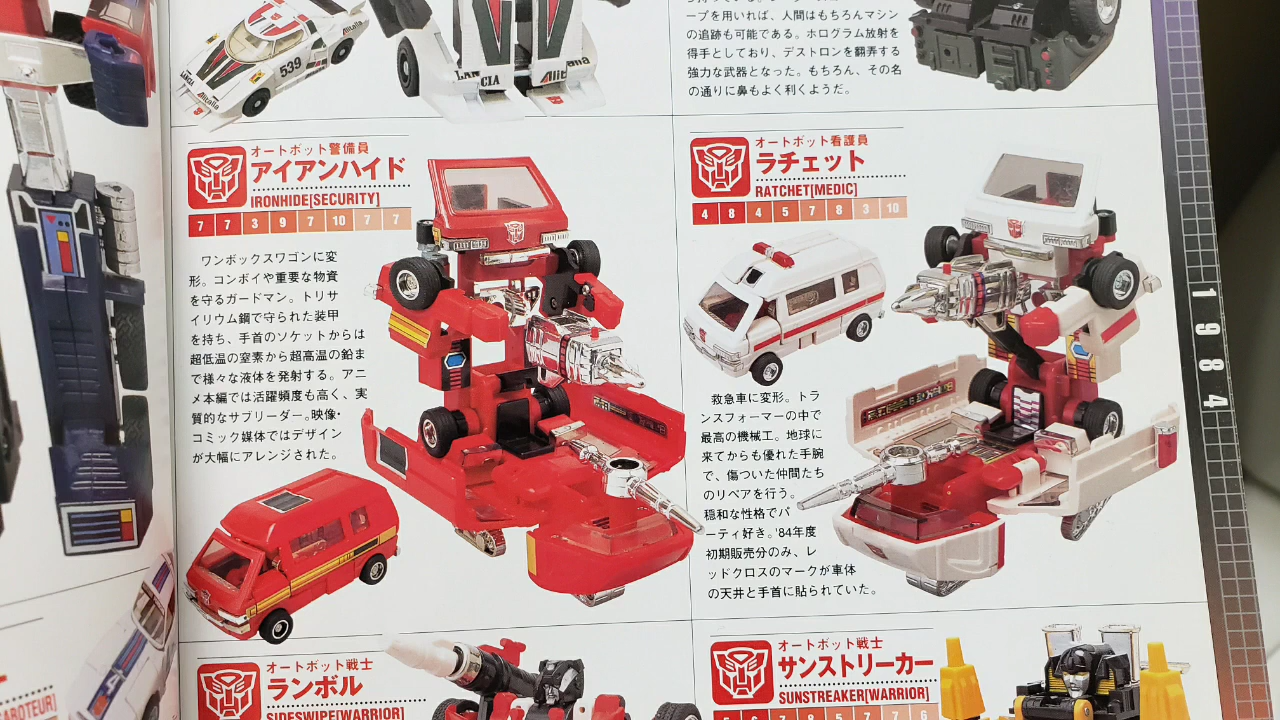 539
LANCIA
Alitalia
LANCIA
Alitalia
ープを用いれば、人間はもちろんマシン
の追跡も可能である。ホログラム放射を
得手としており、デストロンを翻弄する
強力な武器となった。もちろん、その名
の通りに鼻もよく利くようだ。
オートボット警備員
アイアンハイド
IRONHIDE[SECURITY]
7 7 3 9 7 10 7 7
ワンボックスワゴンに変
形。コンボイや重要な物資
を守るガードマン。トリサ
イリウム鋼で守られた装甲
を持ち、手首のソケットからは
超低温の窒素から超高温の鉛ま
で様々な液体を発射する。アニ
メ本編では活躍頻度も高く、実
質的なサブリーダー。映像・
コミック媒体ではデザイン
が大幅にアレンジされた。
オートボット看護員
ラチェット
RATCHET[MEDIC]
4 8 4 5 7 8 3 10
救急車に変形。トラ
ンスフォーマーの中で
最高の機械工。地球に
来てからも優れた手腕
で、傷ついた仲間たち
のリペアを行う。
穏和な性格でパ
ーティ好き。'84年度
初期販売分のみ、レ
ッドクロスのマークが車体
の天井と手首に貼られていた。
1984
4
ABOTEUR]
オートボット戦士
ランボル
SIDESWIPE[WARRIOR]
オートボット戦士
サンストリーカー
SUNSTREAKER[WARRIOR]
5 6 7 8 5 7 7 6